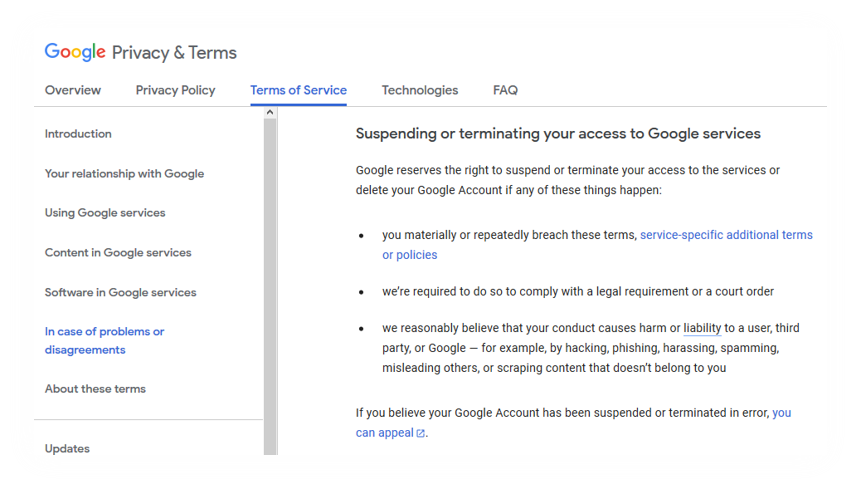 Google Privacy & Terms
Overview Privacy Policy Terms of Service Technologies FAQ
Introduction
Your relationship with Google
Using Google services
Content in Google services
Software in Google services
In case of problems or
disagreements
About these terms
Updates
Suspending or terminating your access to Google services
Google reserves the right to suspend or terminate your access to the services or
delete your Google Account if any of these things happen:
• you materially or repeatedly breach these terms, service-specific additional terms
or policies
• we're required to do so to comply with a legal requirement or a court order
• we reasonably believe that your conduct causes harm or liability to a user, third
party, or Google — for example, by hacking, phishing, harassing, spamming,
misleading others, or scraping content that doesn't belong to you
If you believe your Google Account has been suspended or terminated in error, you
can appeal.